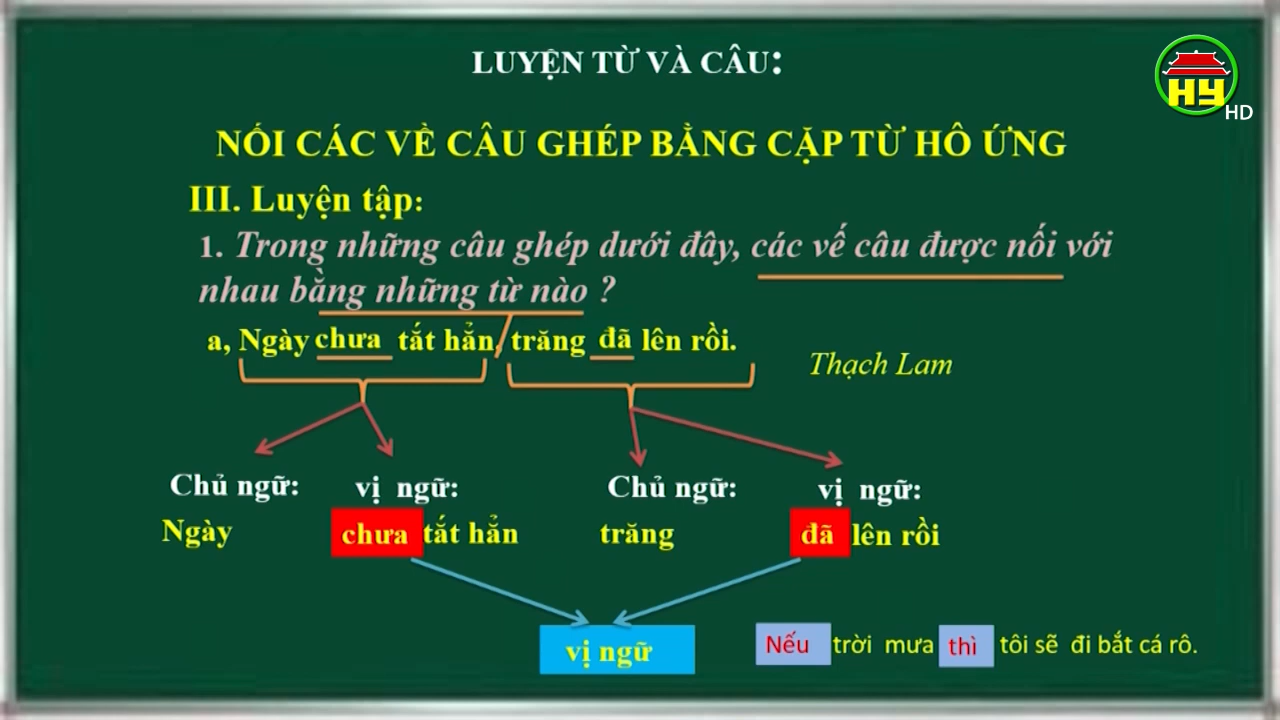 LUYỆN TỪ VÀ CÂU:
HY HD
NỐI CÁC VỀ CÂU GHÉP BẰNG CẶP TỪ HÔ ỨNG
III. Luyện tập:
1. Trong những câu ghép dưới đây, các vế câu được nối với
nhau bằng những từ nào ?
a, Ngày chưa tắt hẳn, trăng đã lên rồi.
Thạch Lam
Chủ ngữ: vị ngữ: Chủ ngữ: vị ngữ:
Ngày chưa tắt hẳn trăng đã lên rồi
vị ngữ
Nếu trời mưa thì tôi sẽ đi bắt cá rô.